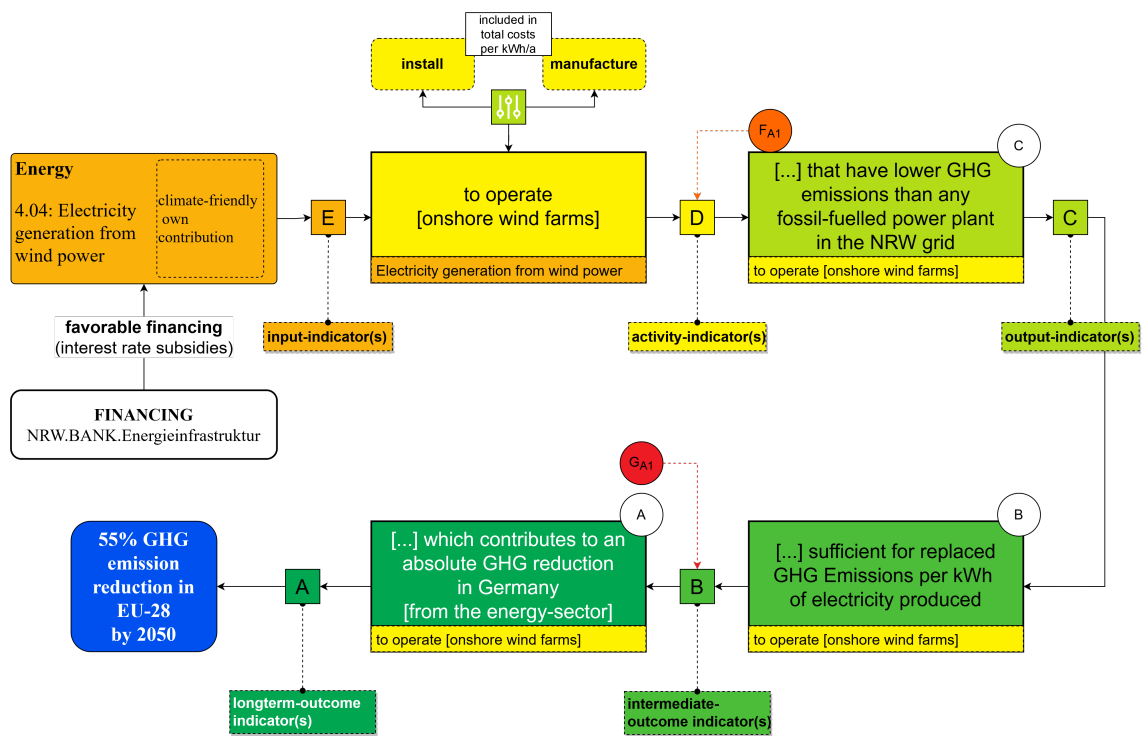 included in
total costs
per kWh/a
install
manufacture
Energy
4.04: Electricity
generation from
wind power
climate-friendly
own
contribution
E
to operate
[onshore wind farms]
Electricity generation from wind power
FA1
D
C
[...] that have lower GHG
emissions than any
fossil-fuelled power plant
in the NRW grid
to operate [onshore wind farms]
C
favorable financing
(interest rate subsidies)
input-indicator(s)
activity-indicator(s)
output-indicator(s)
FINANCING
NRW.BANK.Energieinfrastruktur
GA1
55% GHG
emission
reduction in
EU-28
by 2050
A
A
[...] which contributes to an
absolute GHG reduction
in Germany
[from the energy-sector]
to operate [onshore wind farms]
B
B
[...] sufficient for replaced
GHG Emissions per kWh
of electricity produced
to operate [onshore wind farms]
longterm-outcome
indicator(s)
intermediate-
outcome indicator(s)